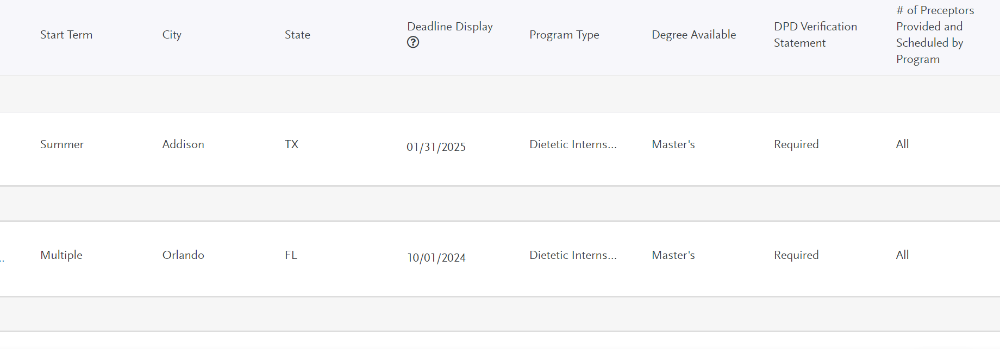 Start Term City State Deadline Display Program Type Degree Available DPD Verification Statement # of Preceptors Provided and Scheduled by Program
Summer Addison TX 01/31/2025 Dietetic Interns... Master's Required All
.. Multiple Orlando FL 10/01/2024 Dietetic Interns... Master's Required All